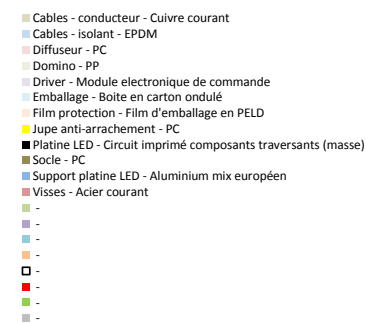 Cables - conducteur - Cuivre courant
Cables - isolant - EPDM
Diffuseur - PC
Domino - PP
Driver - Module electronique de commande
Emballage - Boite en carton ondulé
Film protection - Film d'emballage en PELD
Jupe anti-arrachement - PC
Platine LED - Circuit imprimé composants traversants (masse)
Socle - PC
Support platine LED - Aluminium mix européen
Visses - Acier courant
-
-
-
-
-
-
-
-